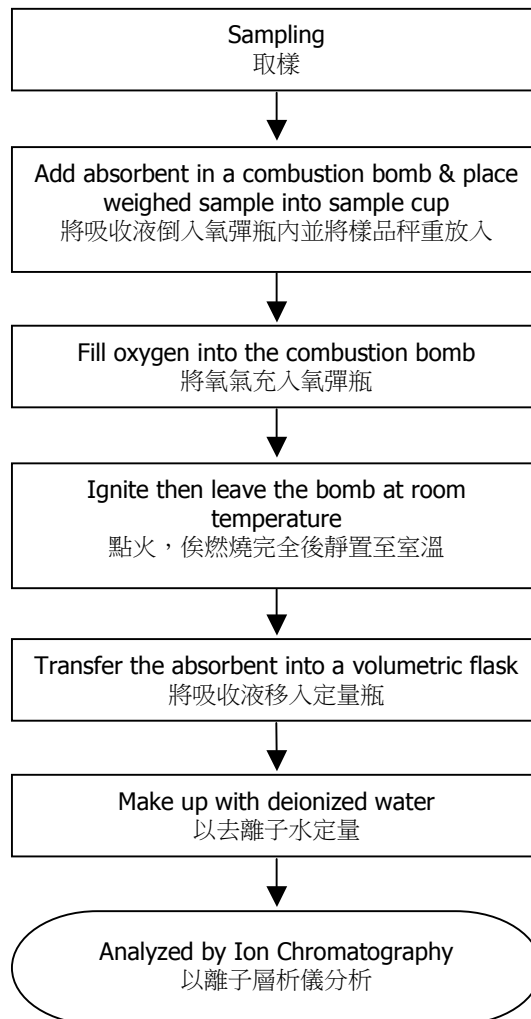 Sampling
取樣
Add absorbent in a combustion bomb & place
weighed sample into sample cup
將吸收液倒入氧彈瓶內並將樣品秤重放入
Fill oxygen into the combustion bomb
將氧氣充入氧彈瓶
Ignite then leave the bomb at room
temperature
點火，俟燃燒完全後靜置至室溫
Transfer the absorbent into a volumetric flask
將吸收液移入定量瓶
Make up with deionized water
以去離子水定量
Analyzed by Ion Chromatography
以離子層析儀分析